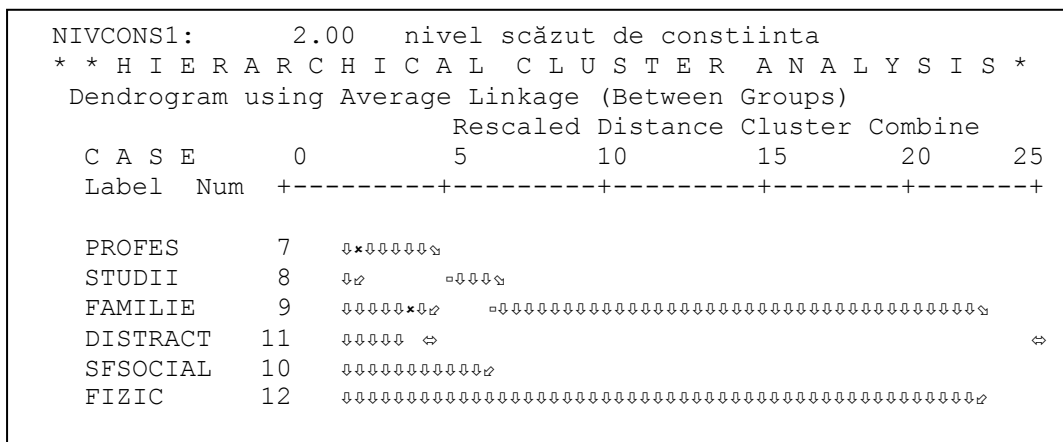 NIVCONS1: 2.00 nivel scăzut de constiinta
* * H I E R A R C H I C A L C L U S T E R A N A L Y S I S *
Dendrogram using Average Linkage (Between Groups)
Rescaled Distance Cluster Combine
C A S E 0 5 10 15 20 25
Label Num +---------+---------+---------+-------+-------+
PROFES 7 ⇩×⇩⇩⇩⇩⇩⬂
STUDII 8 ⇩⬃ ▫⇩⇩⇩⬂
FAMILIE 9 ⇩⇩⇩⇩⇩×⇩⬃ ▫⇩⇩⇩⇩⇩⇩⇩⇩⇩⇩⇩⇩⇩⇩⇩⇩⇩⇩⇩⇩⇩⇩⇩⇩⇩⇩⇩⇩⇩⇩⇩⇩⇩⇩⇩⇩⇩⬂
DISTRACT 11 ⇩⇩⇩⇩⇩ ⇔ ⇔
SFSOCIAL 10 ⇩⇩⇩⇩⇩⇩⇩⇩⇩⇩⇩⬃
FIZIC 12 ⇩⇩⇩⇩⇩⇩⇩⇩⇩⇩⇩⇩⇩⇩⇩⇩⇩⇩⇩⇩⇩⇩⇩⇩⇩⇩⇩⇩⇩⇩⇩⇩⇩⇩⇩⇩⇩⇩⇩⇩⇩⇩⇩⇩⇩⇩⇩⇩⇩⬃